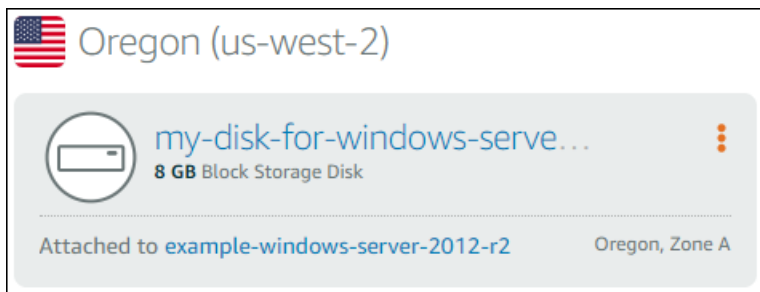 Oregon (us-west-2)
my-disk-for-windows-serve...
8 GB Block Storage Disk
Attached to example-windows-server-2012-r2
Oregon, Zone A